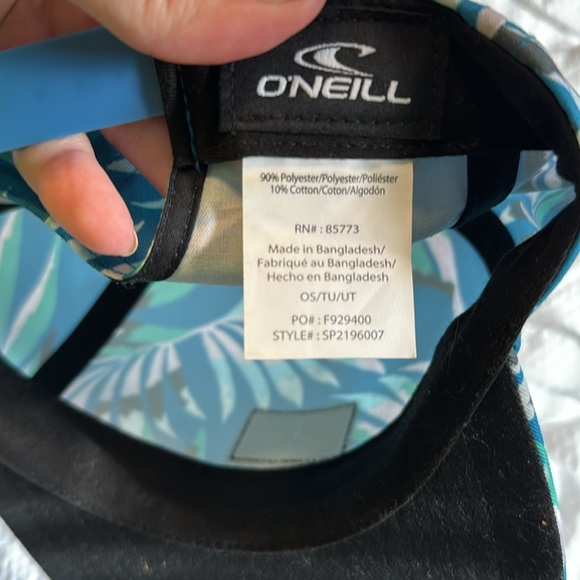 O'NEILL
90% Polyester/Polyester/Poliéster
10% Cotton/Coton/Algodón
RN# : 85773
Made in Bangladesh/
Fabriqué au Bangladesh/
Hecho en Bangladesh
OS/TU/UT
PO# : F929400
STYLE# : SP2196007